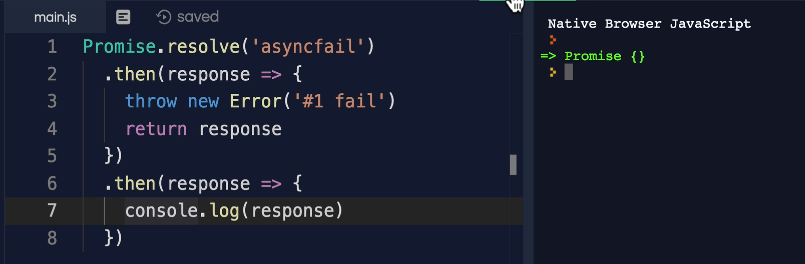 main.js saved
1 Promise.resolve('asyncfail')
2 .then(response => {
3 throw new Error('#1 fail')
4 return response
5 })
6 .then(response => {
7 console.log(response)
8 })
Native Browser JavaScript
=> Promise {}